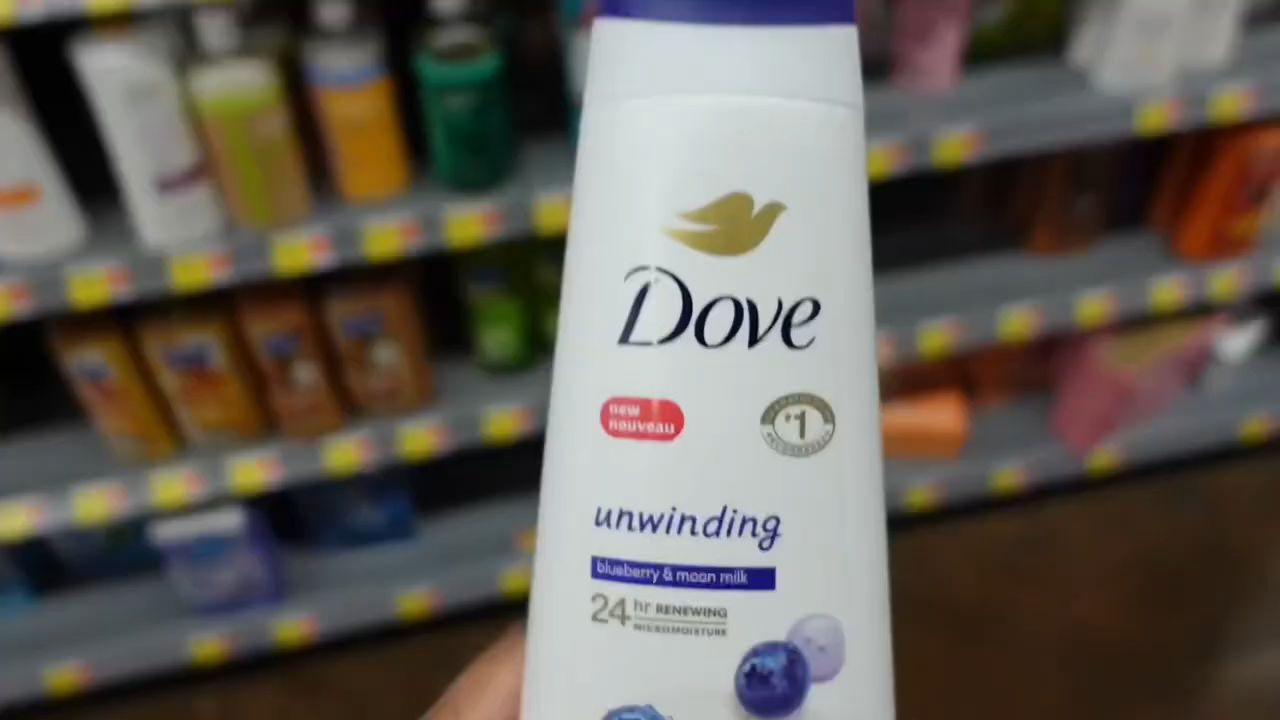 Dove
new
nouveau
#1
unwinding
blueberry & moon milk
24 hr RENEWING
MICROMOISTURE